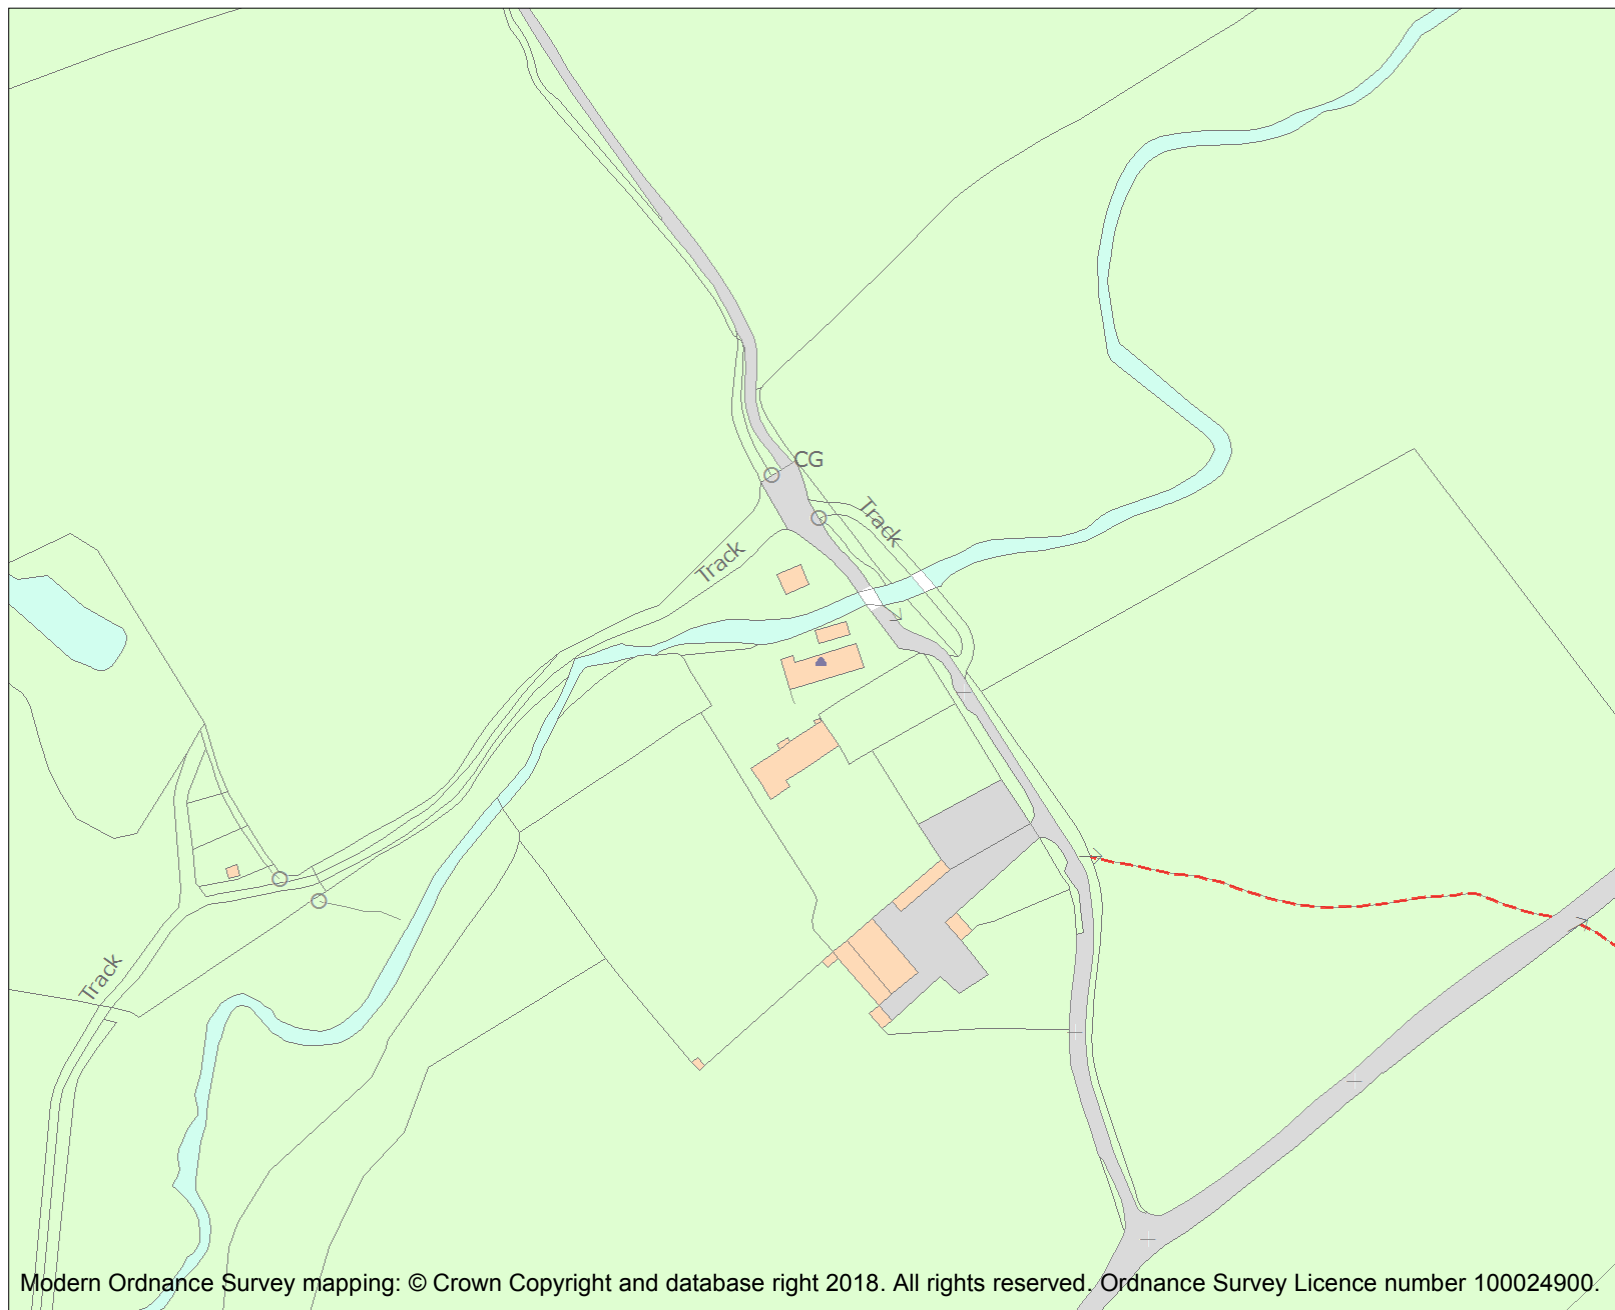 CG
Track
Track
Track
Modern Ordnance Survey mapping: © Crown Copyright and database right 2018. All rights reserved. Ordnance Survey Licence number 100024900.